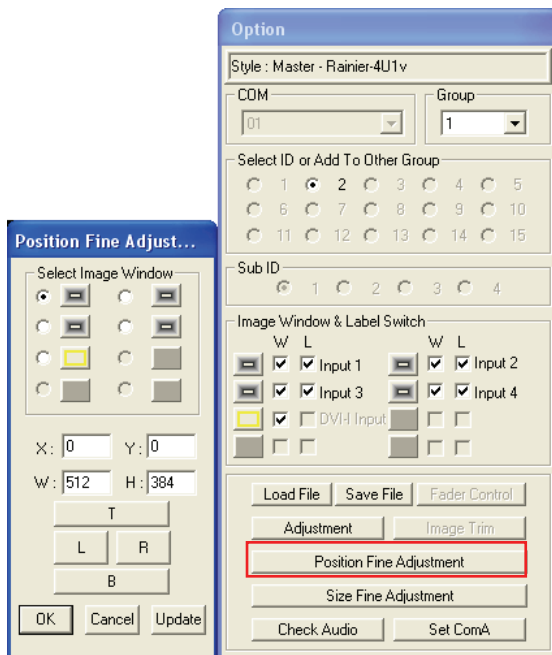 Option
Style : Master - Rainier-4U1v
COM
Group
01
1
Select ID or Add To Other Group
1 2 3 4 5
6 7 8 9 10
11 12 13 14 15
Sub ID
1 2 3 4
Image Window & Label Switch
W L W L
Input 1 Input 2
Input 3 Input 4
DVI-I Input
Load File Save File Fader Control
Adjustment Image Trim
Position Fine Adjustment
Size Fine Adjustment
Check Audio Set ComA
Position Fine Adjust...
Select Image Window
X : 0 Y : 0
W : 512 H : 384
T
L R
B
OK Cancel Update